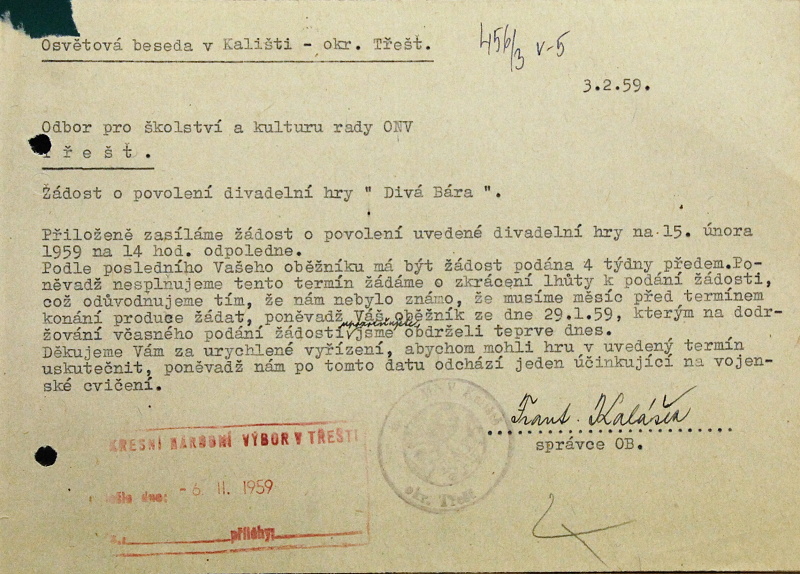 Osvětová beseda v Kališti - okr. Třešt.
456/3 V-5
3.2.59.
Odbor pro školství a kulturu rady ONV
T ř e š t .
Žádost o povolení divadelní hry " Divá Bára ".
Přiloženě zasíláme žádost o povolení uvedené divadelní hry na 15. února
1959 na 14 hod. odpoledne.
Podle posledního Vašeho oběžníku má být žádost podána 4 týdny předem.Po-
něvadž nesplňujeme tento termín žádáme o zkrácení lhůty k podání žádosti,
což odůvodnujeme tím, že nám nebylo známo, že musíme měsíc před termínem
konání produce žádat, poněvadž Váš oběžník ze dne 29.1.59, kterým na dodr-
žování včasného podání žádostí jsme obdrželi teprve dnes.
Děkujeme Vám za urychlené vyřízení, abychom mohli hru v uvedený termín
uskutečnit, poněvadž nám po tomto datu odchází jeden účinkující na vojen-
ské cvičení.
Frant. Kalášek
správce OB.
KRESNÍ NÁRODNÍ VÝBOR V TŘEŠTI
dne: -6. II. 1959
přílohy:
okr. Třešť